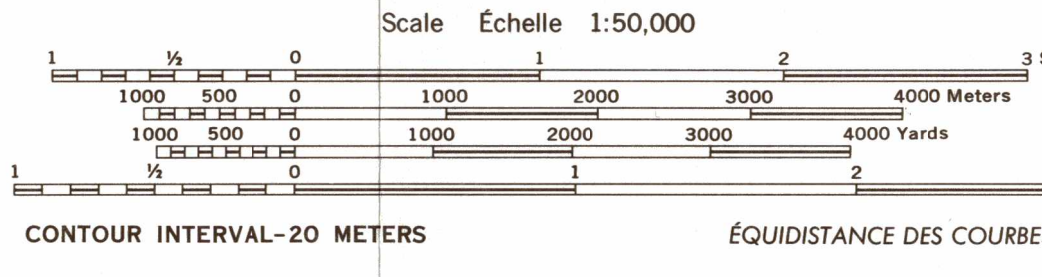 Scale Échelle 1:50,000
1 ½ 0 1 2 3
1000 500 0 1000 2000 3000 4000 Meters
1000 500 0 1000 2000 3000 4000 Yards
1 ½ 0 1 2
CONTOUR INTERVAL-20 METERS ÉQUIDISTANCE DES COURBE